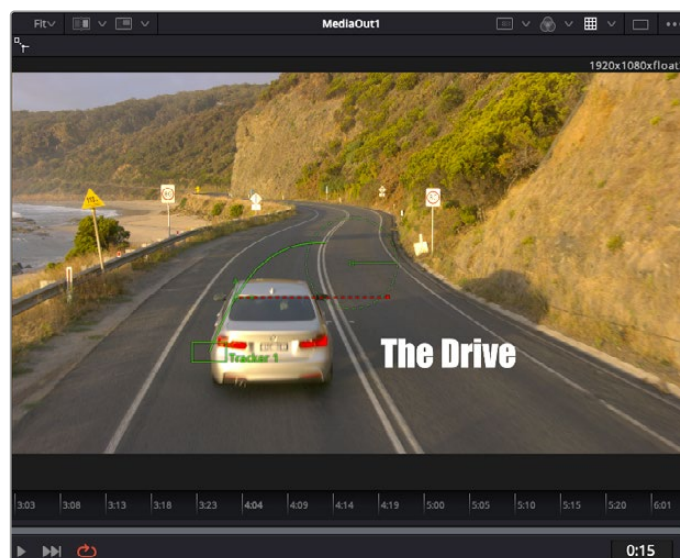 Fit
MediaOut1
1920x1080xfloat
Tracker 1
The Drive
3:03 3:08 3:13 3:18 3:23 4:04 4:09 4:14 4:19 5:00 5:05 5:10 5:15 5:20 6:01
0:15